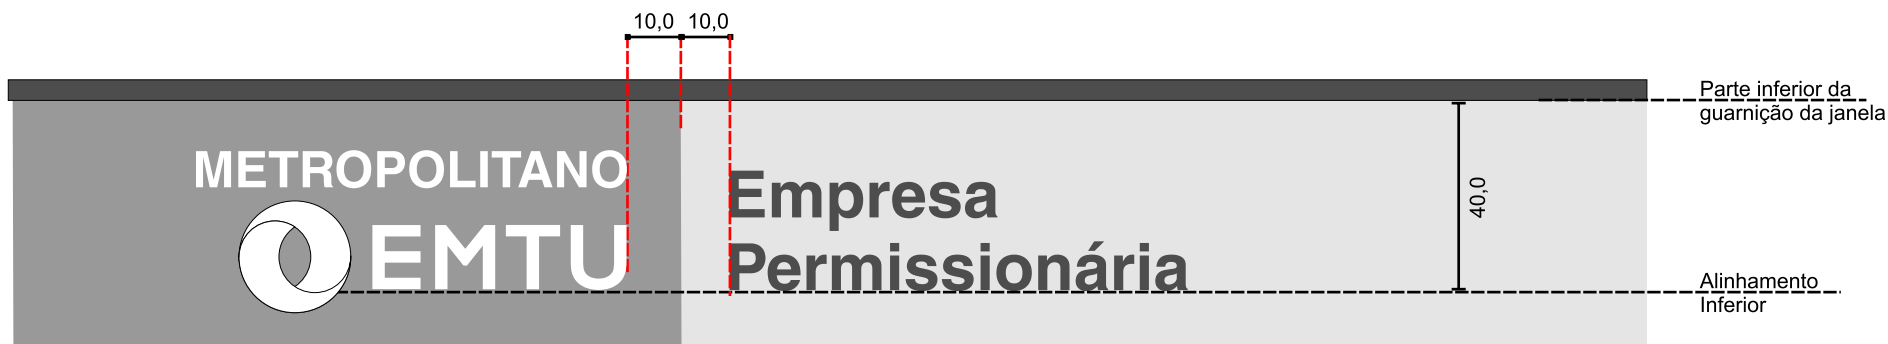 10,0 10,0
Parte inferior da
guarnição da janela
METROPOLITANO
EMTU
Empresa
Permissionária
40,0
Alinhamento
Inferior